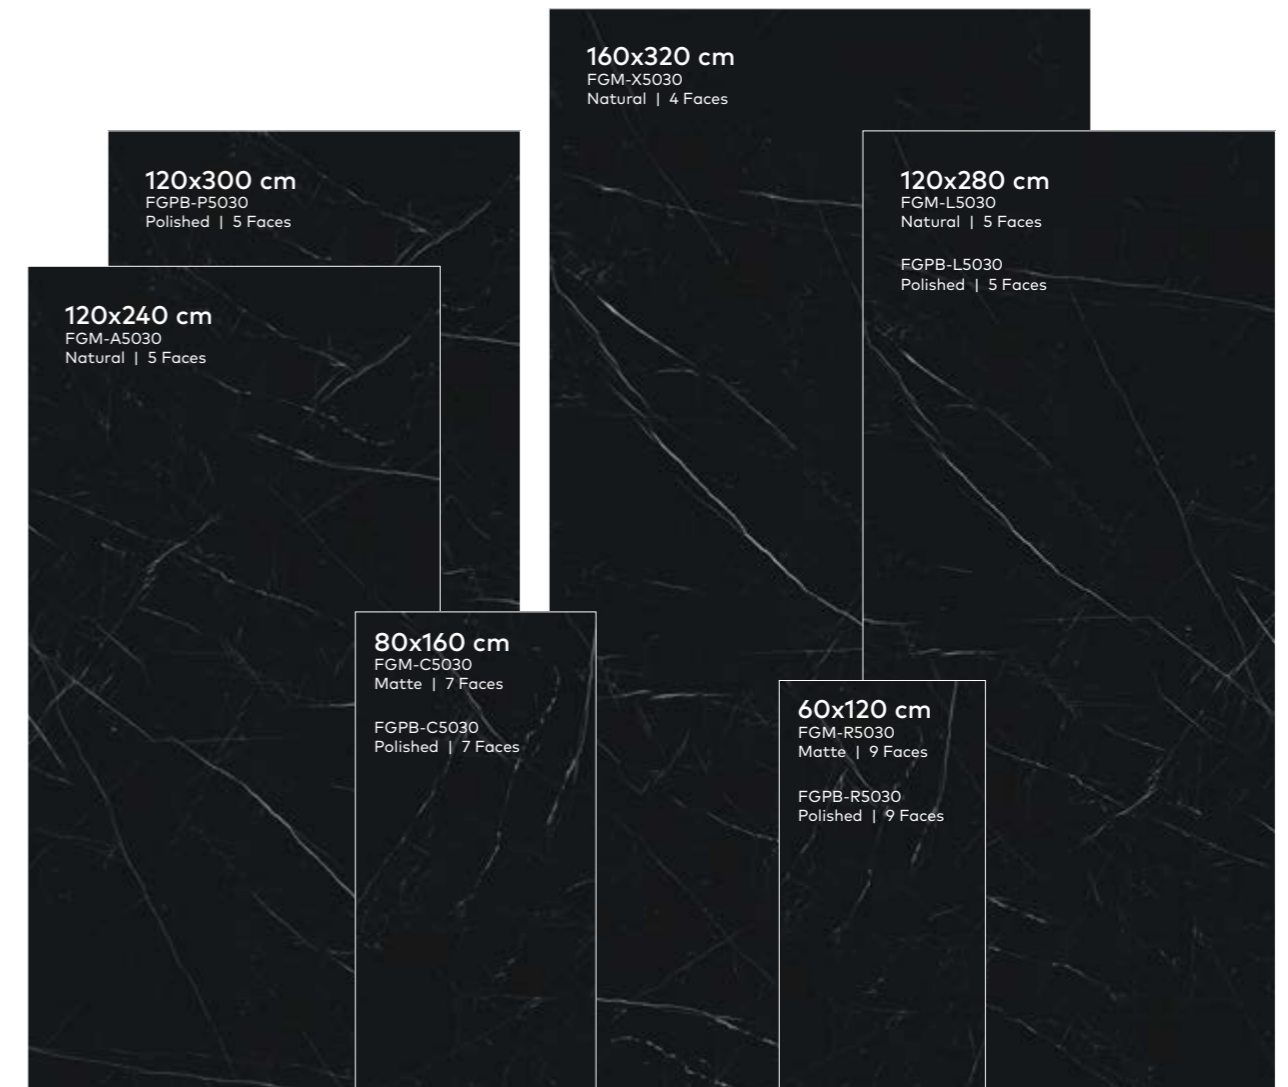 160x320 cm
FGM-X5030
Natural | 4 Faces
120x300 cm
FGPB-P5030
Polished | 5 Faces
120x280 cm
FGM-L5030
Natural | 5 Faces
FGPB-L5030
Polished | 5 Faces
120x240 cm
FGM-A5030
Natural | 5 Faces
80x160 cm
FGM-C5030
Matte | 7 Faces
FGPB-C5030
Polished | 7 Faces
60x120 cm
FGM-R5030
Matte | 9 Faces
FGPB-R5030
Polished | 9 Faces